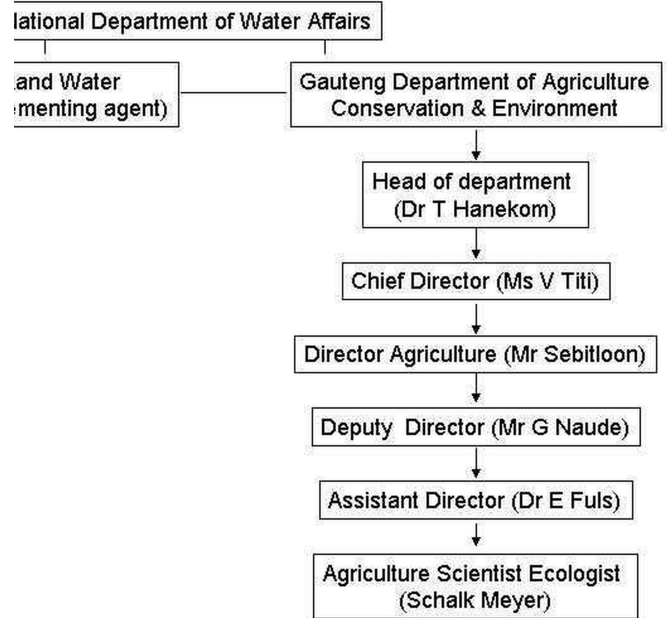 National Department of Water Affairs
Rand Water
ementing agent)
Gauteng Department of Agriculture
Conservation & Environment
Head of department
(Dr T Hanekom)
Chief Director (Ms V Titi)
Director Agriculture (Mr Sebitloon)
Deputy Director (Mr G Naude)
Assistant Director (Dr E Fuls)
Agriculture Scientist Ecologist
(Schalk Meyer)